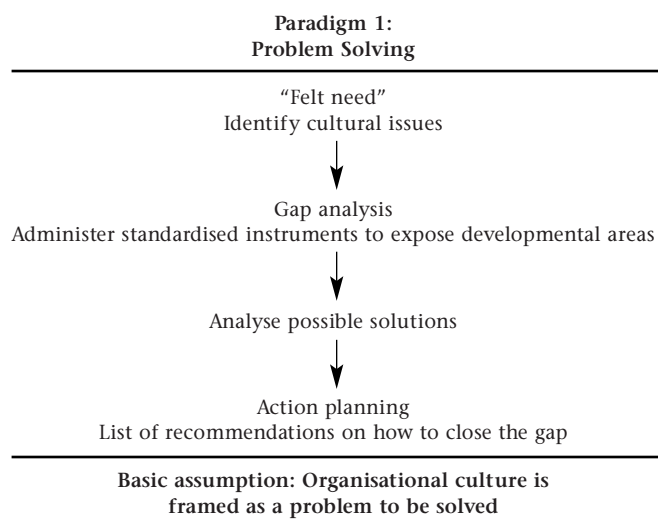 Paradigm 1:
Problem Solving
“Felt need”
Identify cultural issues
Gap analysis
Administer standardised instruments to expose developmental areas
Analyse possible solutions
Action planning
List of recommendations on how to close the gap
Basic assumption: Organisational culture is
framed as a problem to be solved